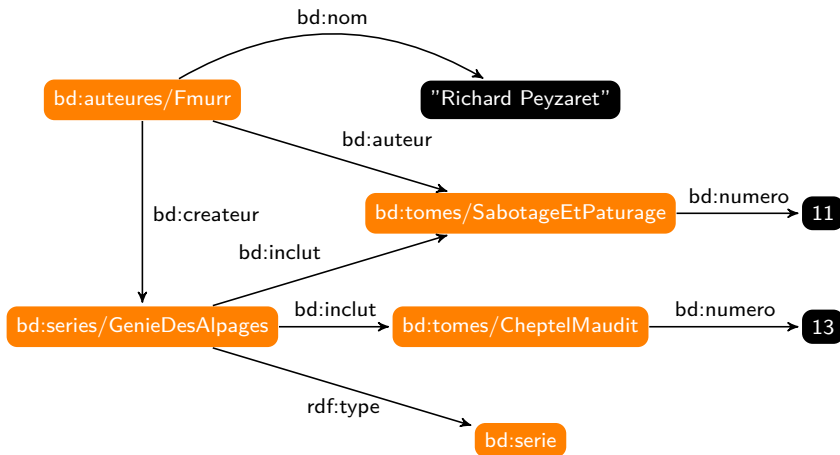 bd:nom
bd:auteures/Fmurr
"Richard Peyzaret"
bd:auteur
bd:createur
bd:tomes/SabotageEtPaturage
bd:numero
11
bd:inclut
bd:series/GenieDesAlpages
bd:inclut
bd:tomes/CheptelMaudit
bd:numero
13
rdf:type
bd:serie